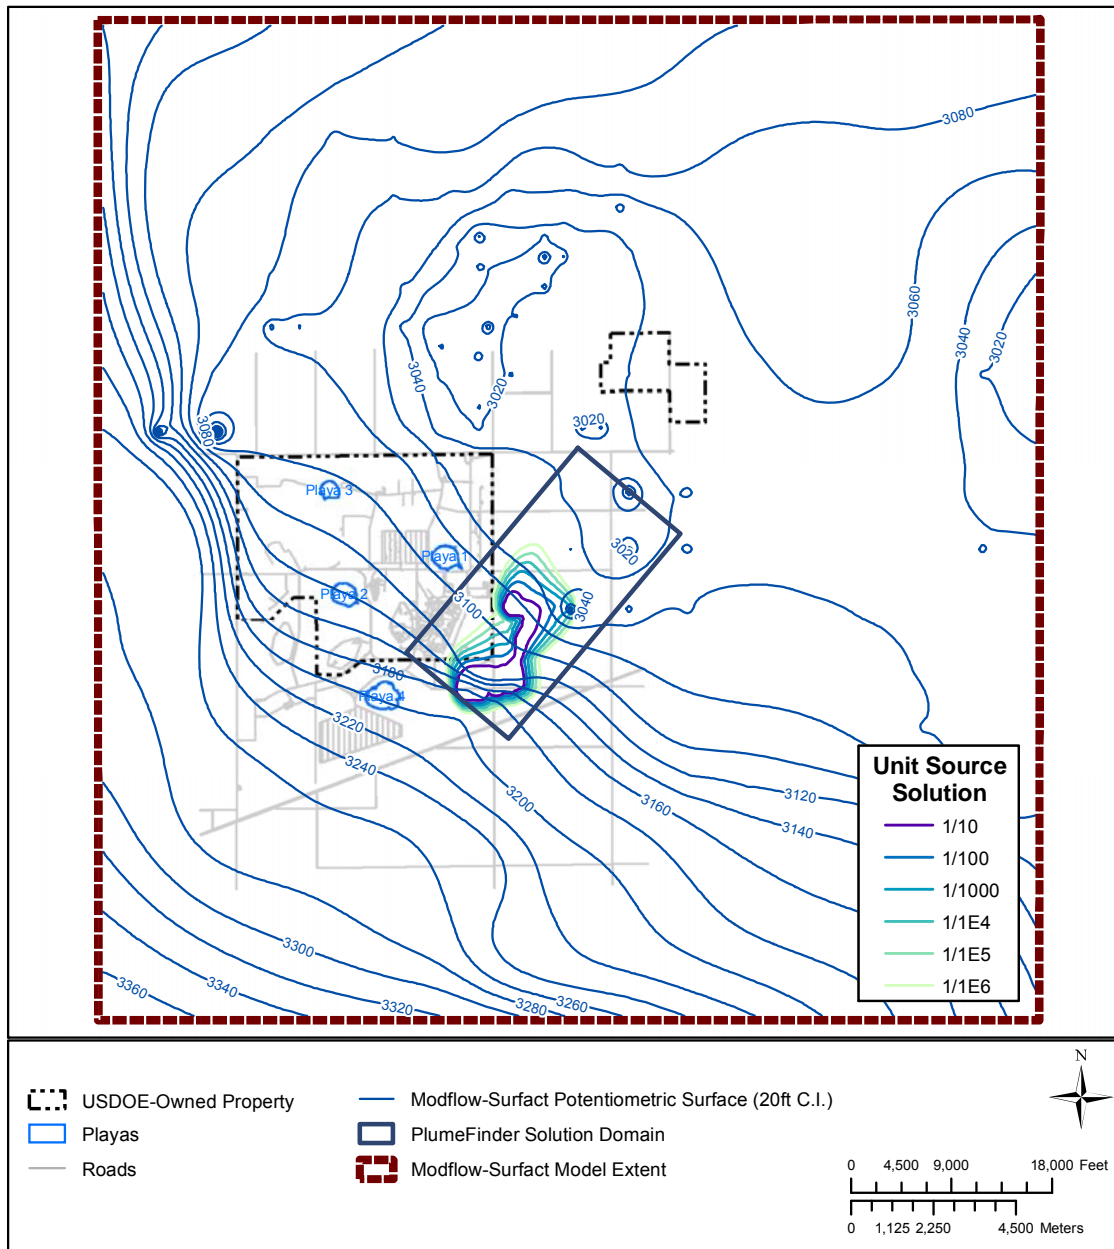 3080
3060
3040
3020
3040
3020
3020
3080
Playa 3
Playa 1
3020
Playa 2
3100
3040
3180
Playa 4
3220
3240
3200
3160
3120
3140
3300
3360
3340
3320
3280
3260
Unit Source
Solution
1/10
1/100
1/1000
1/1E4
1/1E5
1/1E6
USDOE-Owned Property
Playas
Roads
Modflow-Surfact Potentiometric Surface (20ft C.I.)
PlumeFinder Solution Domain
Modflow-Surfact Model Extent
N
0 4,500 9,000 18,000 Feet
0 1,125 2,250 4,500 Meters